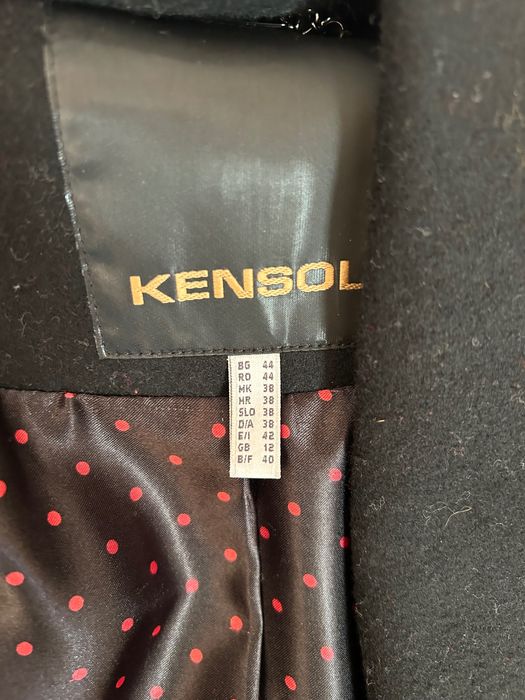 KENSOL
BG 44
RO 44
MK 38
HR 38
SLO 38
D/A 38
E/I 42
GB 12
B/F 40